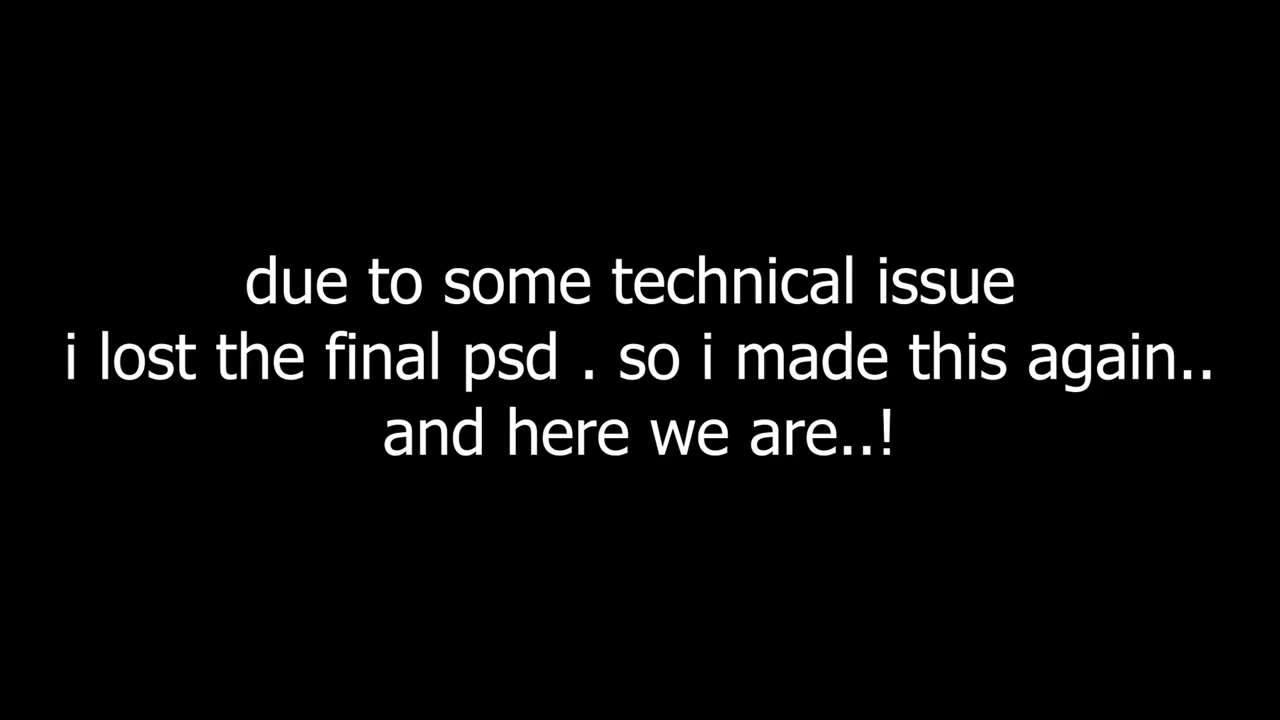 due to some technical issue
i lost the final psd . so i made this again..
and here we are..!